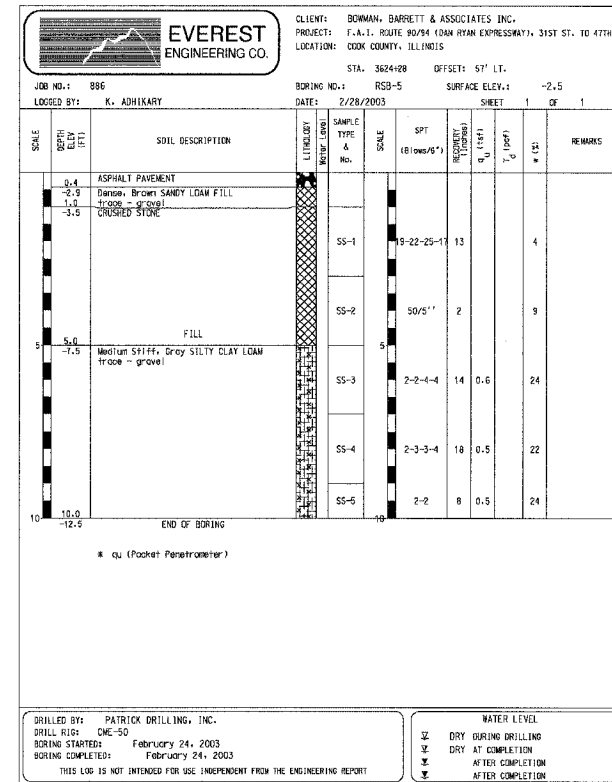 EVEREST
ENGINEERING CO.
CLIENT: BOWMAN, BARRETT & ASSOCIATES INC.
PROJECT: F.A.I. ROUTE 90/94 (DAN RYAN EXPRESSWAY), 31ST ST. TO 47TH
LOCATION: COOK COUNTY, ILLINOIS
STA. 3624+28 OFFSET: 57' LT.
JOB NO.: 886 BORING NO.: RSB-5 SURFACE ELEV.: -2.5
LOGGED BY: K. ADHIKARY DATE: 2/28/2003 SHEET 1 OF 1
SCALE DEPTH ELEV (FT) SOIL DESCRIPTION LITHOLOGY Water Level SAMPLE TYPE & No. SCALE SPT (Blows/6") RECOVERY (Inches) qu (tsf) Yd (pcf) w (%) REMARKS
0.4 ASPHALT PAVEMENT
-2.9 Dense, Brown SANDY LOAM FILL
1.0 trace - gravel
-3.5 CRUSHED STONE
SS-1 19-22-25-17 13 4
SS-2 50/5'' 2 9
FILL
5 5.0 5
-7.5 Medium Stiff, Gray SILTY CLAY LOAM
trace - gravel
SS-3 2-2-4-4 14 0.6 24
SS-4 2-3-3-4 18 0.5 22
SS-5 2-2 8 0.5 24
10 10.0 10
-12.5 END OF BORING
* qu (Pocket Penetrometer)
DRILLED BY: PATRICK DRILLING, INC.
DRILL RIG: CME-50
BORING STARTED: February 24, 2003
BORING COMPLETED: February 24, 2003
THIS LOG IS NOT INTENDED FOR USE INDEPENDENT FROM THE ENGINEERING REPORT
WATER LEVEL
DRY DURING DRILLING
DRY AT COMPLETION
AFTER COMPLETION
AFTER COMPLETION